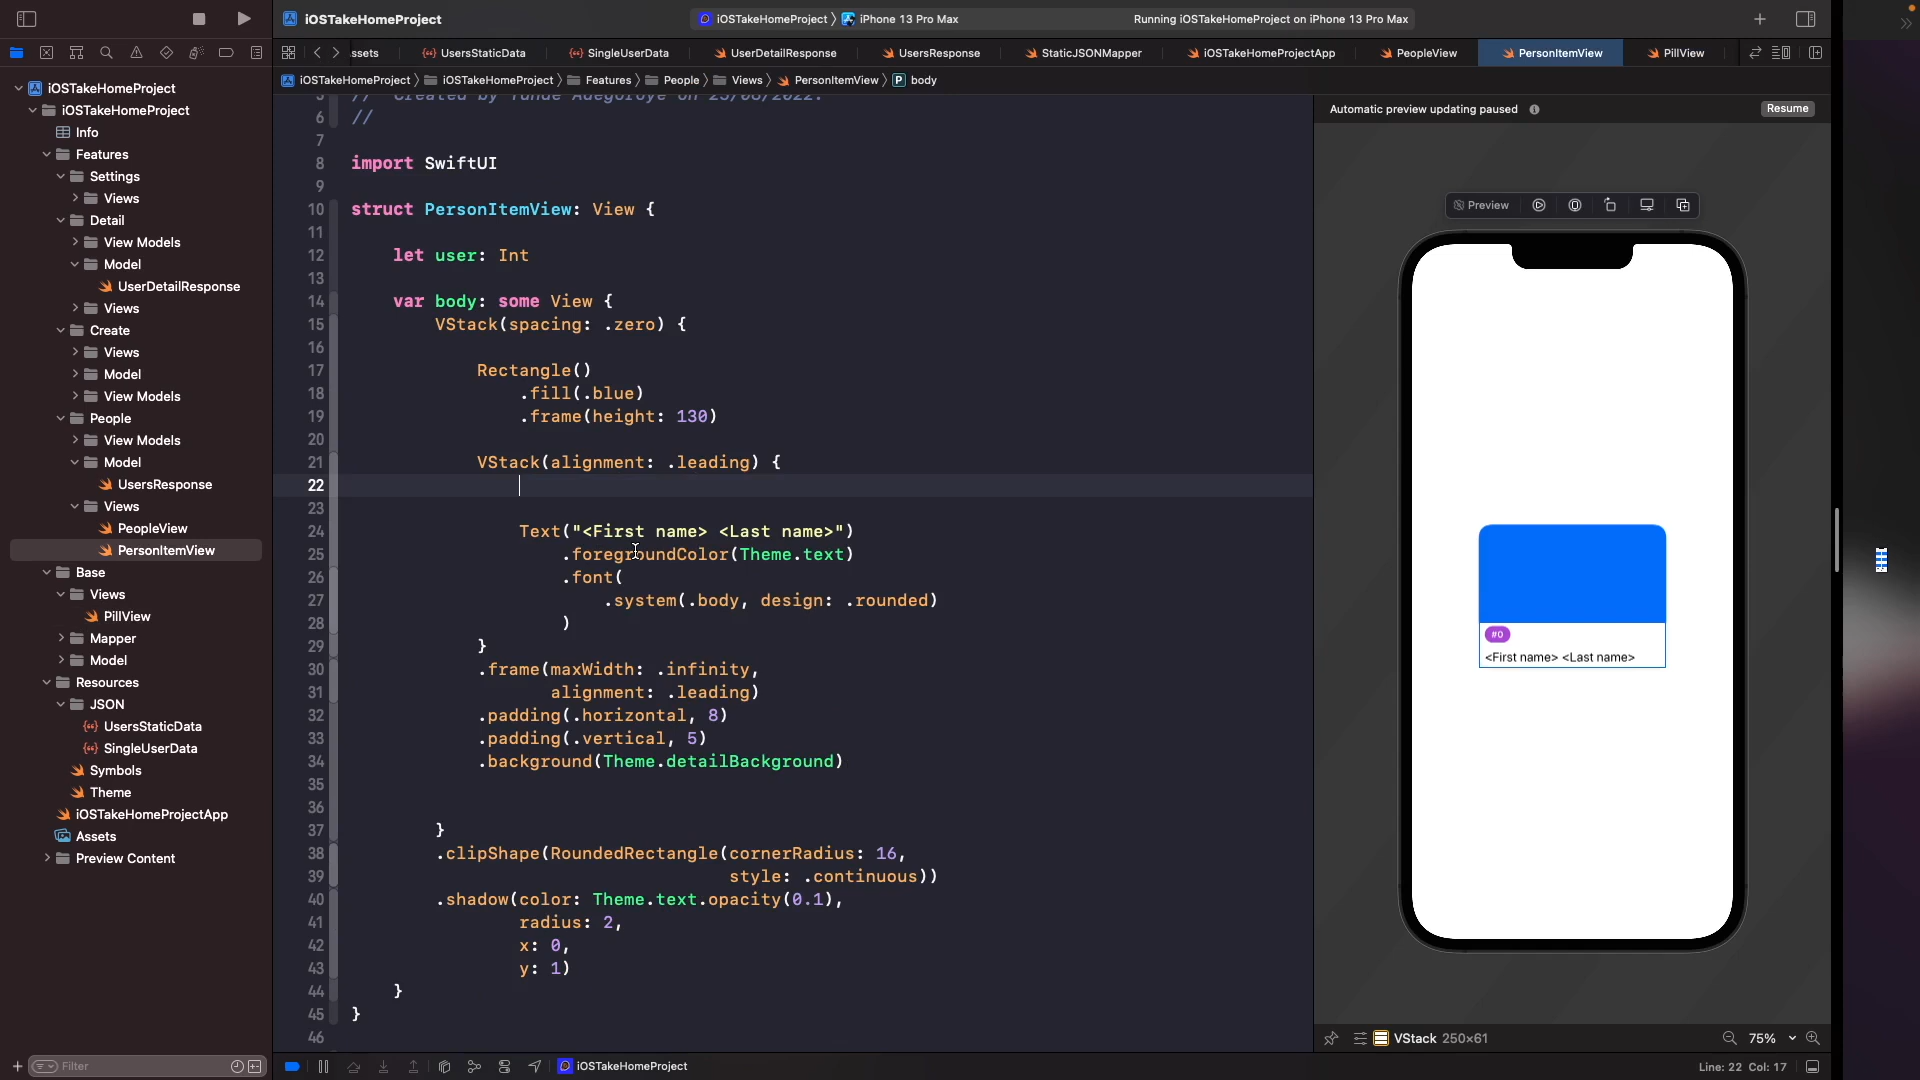 iOSTakeHomeProject
iOSTakeHomeProject
iPhone 13 Pro Max
Running iOSTakeHomeProject on iPhone 13 Pro Max
ssets
UsersStaticData
SingleUserData
UserDetailResponse
UsersResponse
StaticJSONMapper
iOSTakeHomeProjectApp
PeopleView
PersonItemView
PillView
iOSTakeHomeProject
iOSTakeHomeProject
Features
People
Views
PersonItemView
P body
iOSTakeHomeProject
iOSTakeHomeProject
Info
Features
Settings
Views
Detail
View Models
Model
UserDetailResponse
Views
Create
Views
Model
View Models
People
View Models
Model
UsersResponse
Views
PeopleView
PersonItemView
Base
Views
PillView
Mapper
Model
Resources
JSON
UsersStaticData
SingleUserData
Symbols
Theme
iOSTakeHomeProjectApp
Assets
Preview Content
Filter
5 //  Created by Tunde Adegoroye on 25/08/2022.
6 //
7
8 import SwiftUI
9
10 struct PersonItemView: View {
11
12     let user: Int
13
14     var body: some View {
15         VStack(spacing: .zero) {
16
17             Rectangle()
18                 .fill(.blue)
19                 .frame(height: 130)
20
21             VStack(alignment: .leading) {
22
23
24                 Text("<First name> <Last name>")
25                     .foregroundColor(Theme.text)
26                     .font(
27                         .system(.body, design: .rounded)
28                     )
29             }
30             .frame(maxWidth: .infinity,
31                    alignment: .leading)
32             .padding(.horizontal, 8)
33             .padding(.vertical, 5)
34             .background(Theme.detailBackground)
35
36
37         }
38         .clipShape(RoundedRectangle(cornerRadius: 16,
39                                     style: .continuous))
40         .shadow(color: Theme.text.opacity(0.1),
41                 radius: 2,
42                 x: 0,
43                 y: 1)
44     }
45 }
46
Automatic preview updating paused
Resume
Preview
#0
<First name> <Last name>
VStack 250x61
75%
iOSTakeHomeProject
Line: 22 Col: 17